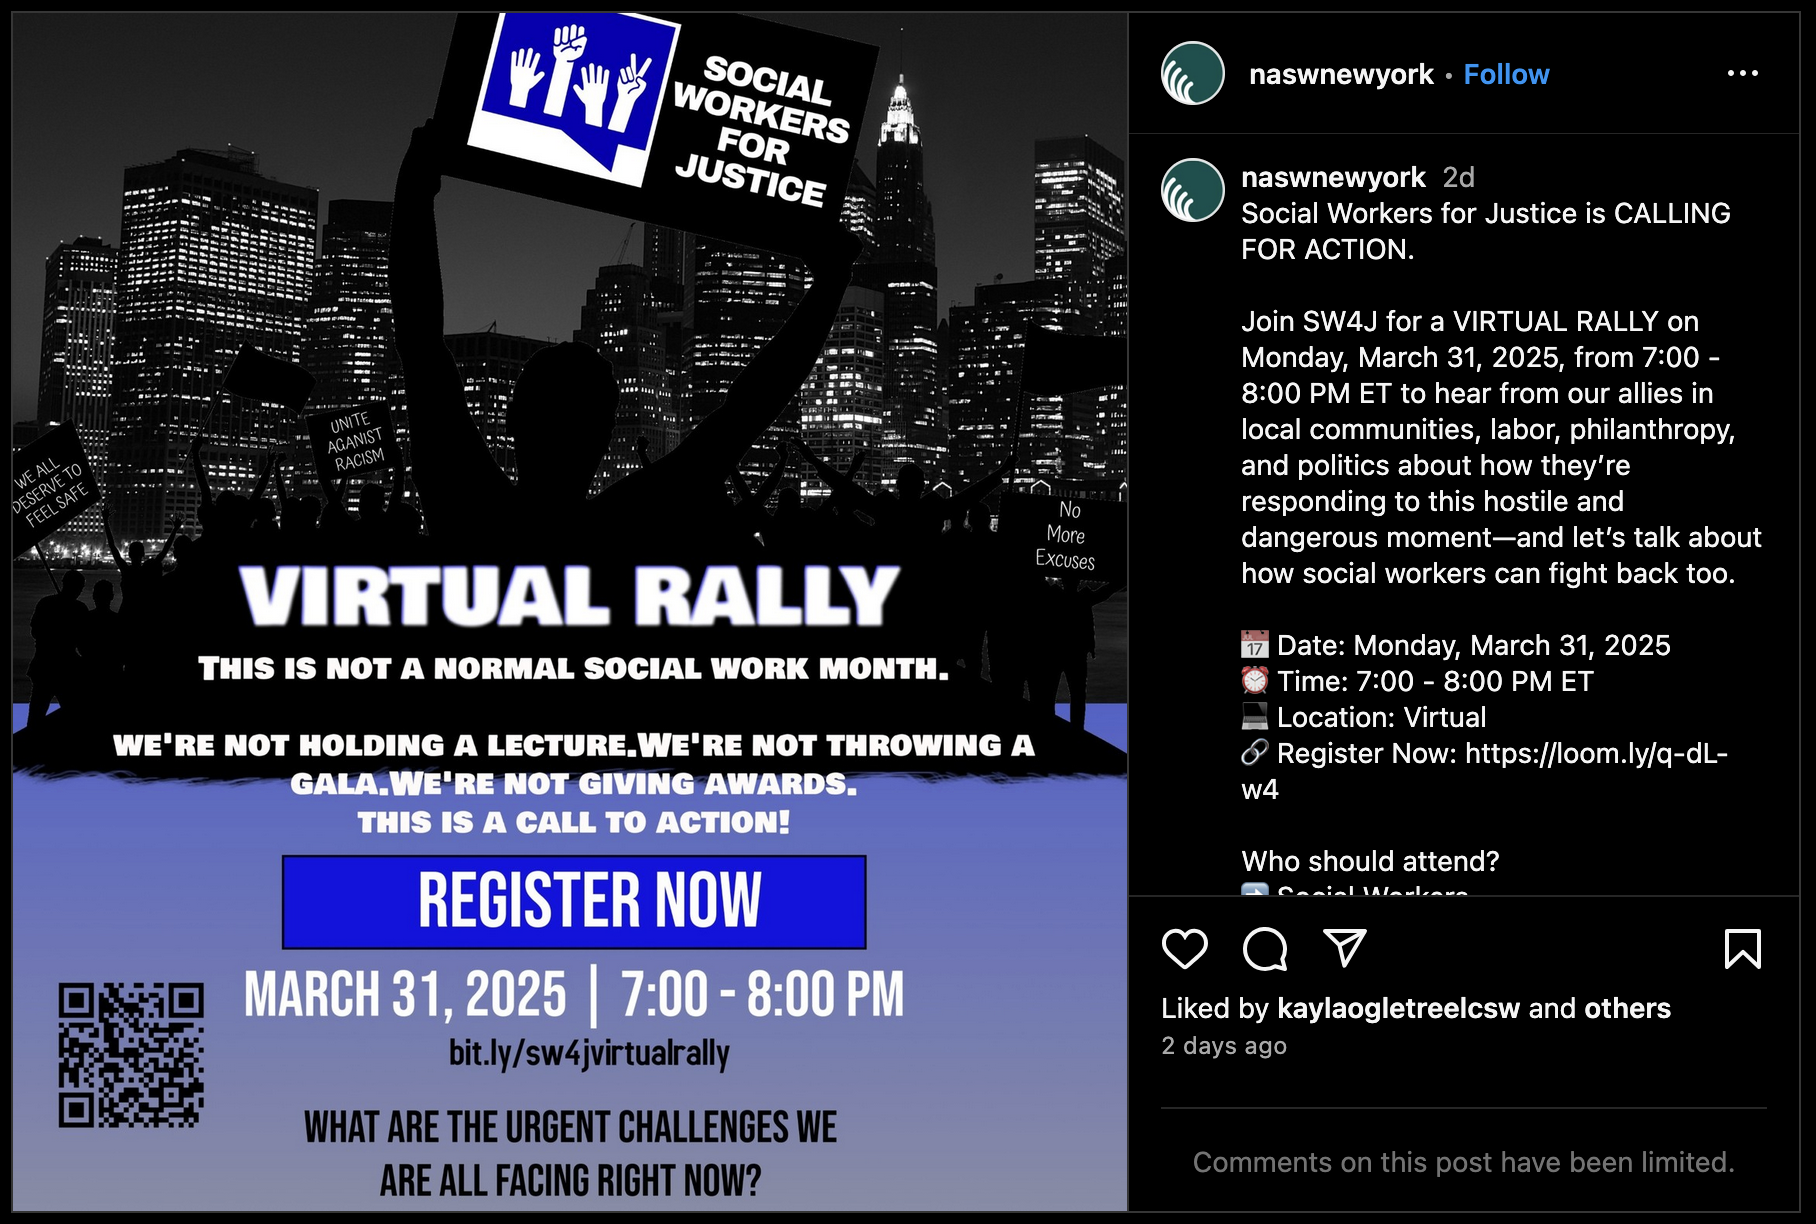 SOCIAL
WORKERS
FOR
JUSTICE
WE ALL
DESERVE TO
FEEL SAFE
UNITE
AGANIST
RACISM
No
More
Excuses
VIRTUAL RALLY
THIS IS NOT A NORMAL SOCIAL WORK MONTH.
WE'RE NOT HOLDING A LECTURE.WE'RE NOT THROWING A
GALA.WE'RE NOT GIVING AWARDS.
THIS IS A CALL TO ACTION!
REGISTER NOW
MARCH 31, 2025 | 7:00 - 8:00 PM
bit.ly/sw4jvirtualrally
WHAT ARE THE URGENT CHALLENGES WE
ARE ALL FACING RIGHT NOW?
naswnewyork • Follow
naswnewyork 2d
Social Workers for Justice is CALLING
FOR ACTION.
Join SW4J for a VIRTUAL RALLY on
Monday, March 31, 2025, from 7:00 -
8:00 PM ET to hear from our allies in
local communities, labor, philanthropy,
and politics about how they’re
responding to this hostile and
dangerous moment—and let’s talk about
how social workers can fight back too.
📅 Date: Monday, March 31, 2025
⏰ Time: 7:00 - 8:00 PM ET
💻 Location: Virtual
🔗 Register Now: https://loom.ly/q-dL-
w4
Who should attend?
➡️ Social Workers
Liked by kaylaogletreelcsw and others
2 days ago
Comments on this post have been limited.